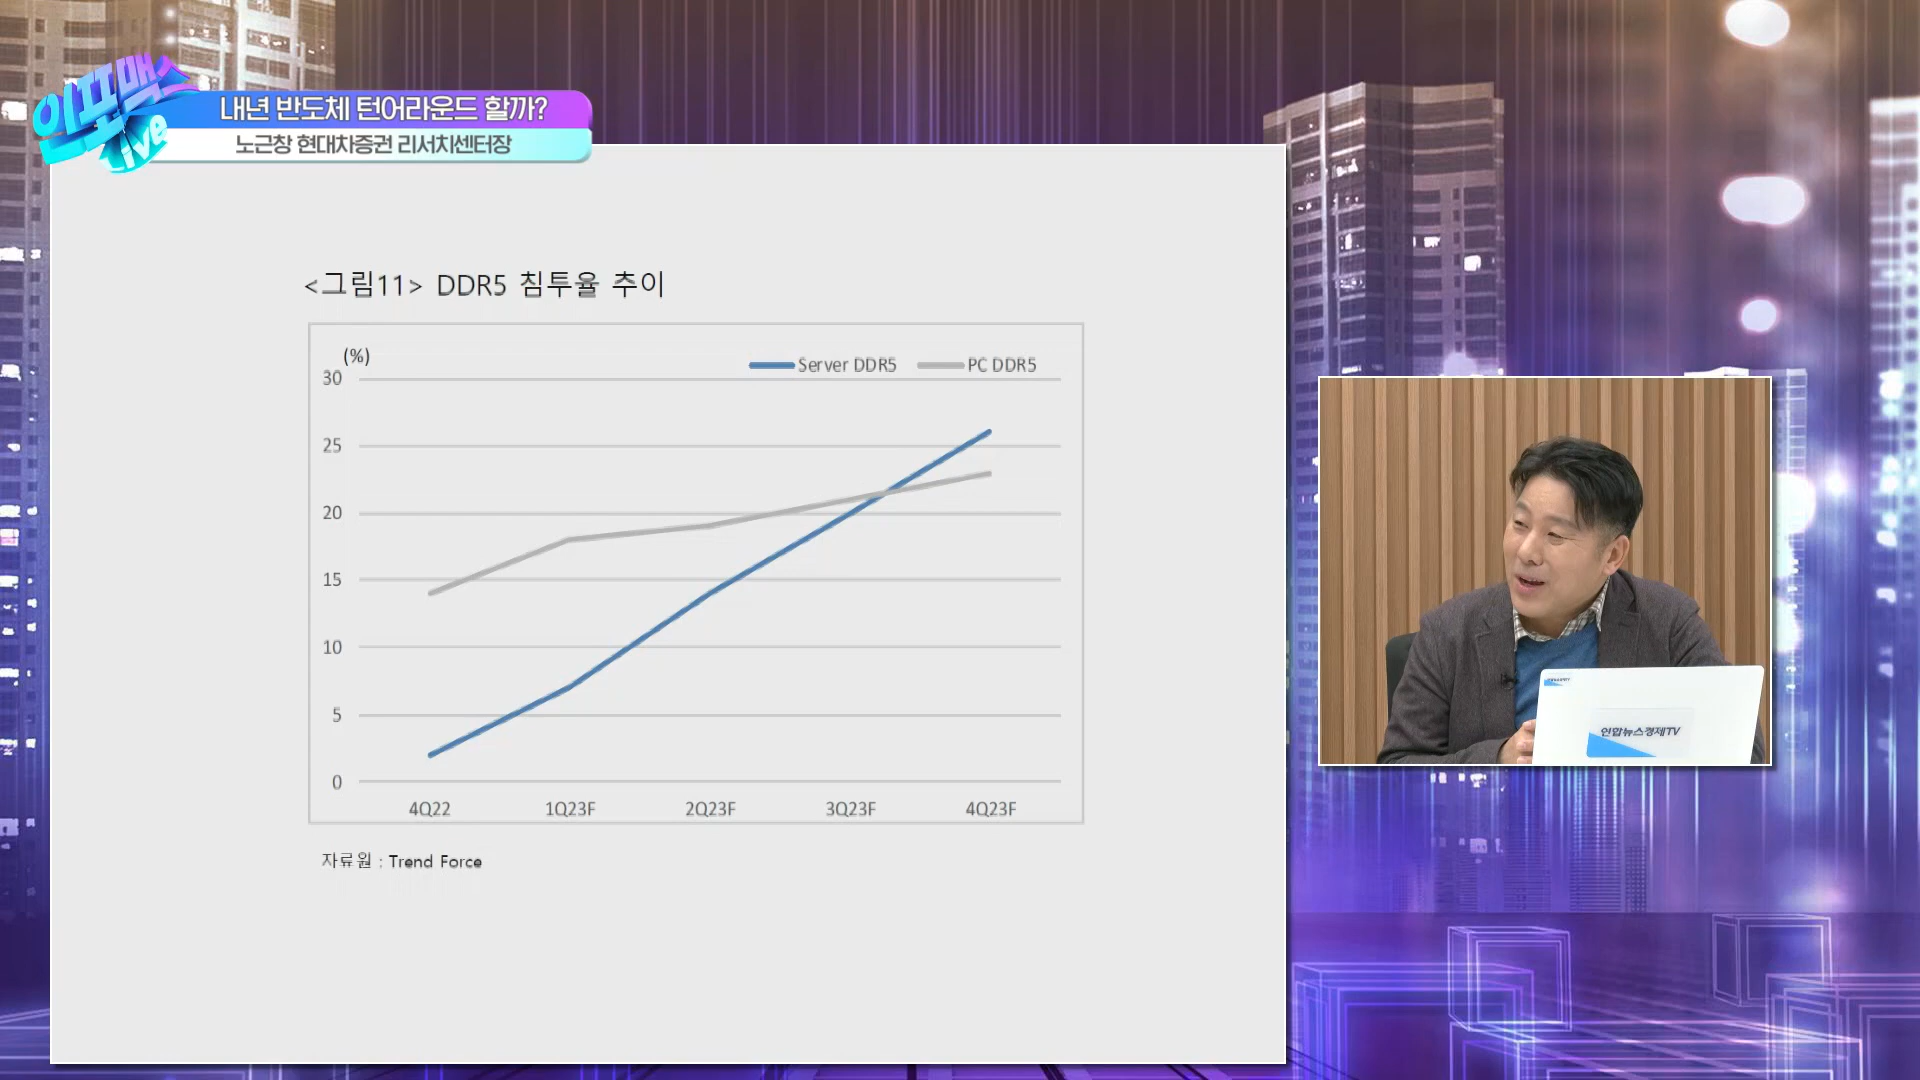 인포맥스
Live
내년 반도체 턴어라운드 할까?
노근창 현대차증권 리서치센터장
<그림11> DDR5 침투율 추이
(%)
Server DDR5 PC DDR5
30
25
20
15
10
5
0
4Q22 1Q23F 2Q23F 3Q23F 4Q23F
자료원 : Trend Force
연합뉴스경제TV